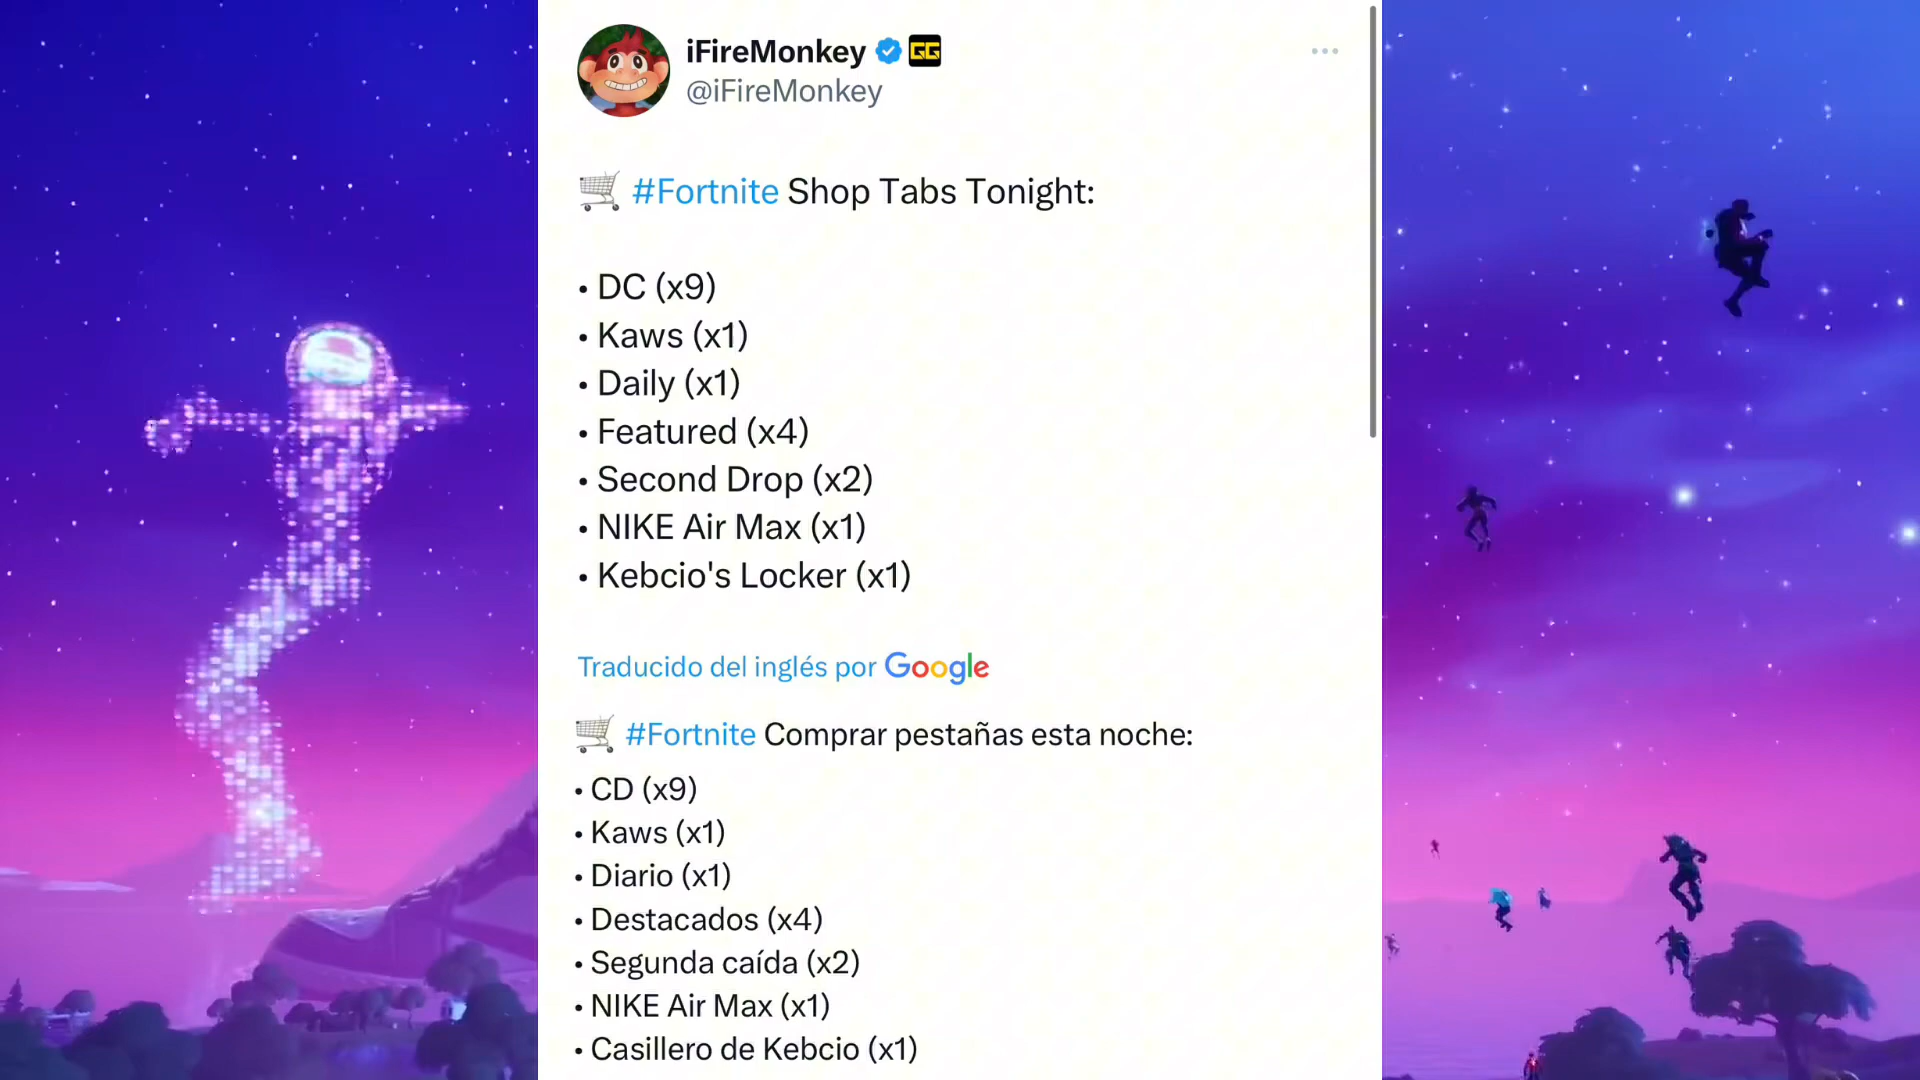 iFireMonkey GG
@iFireMonkey
#Fortnite Shop Tabs Tonight:
• DC (x9)
• Kaws (x1)
• Daily (x1)
• Featured (x4)
• Second Drop (x2)
• NIKE Air Max (x1)
• Kebcio's Locker (x1)
Traducido del inglés por Google
#Fortnite Comprar pestañas esta noche:
• CD (x9)
• Kaws (x1)
• Diario (x1)
• Destacados (x4)
• Segunda caída (x2)
• NIKE Air Max (x1)
• Casillero de Kebcio (x1)